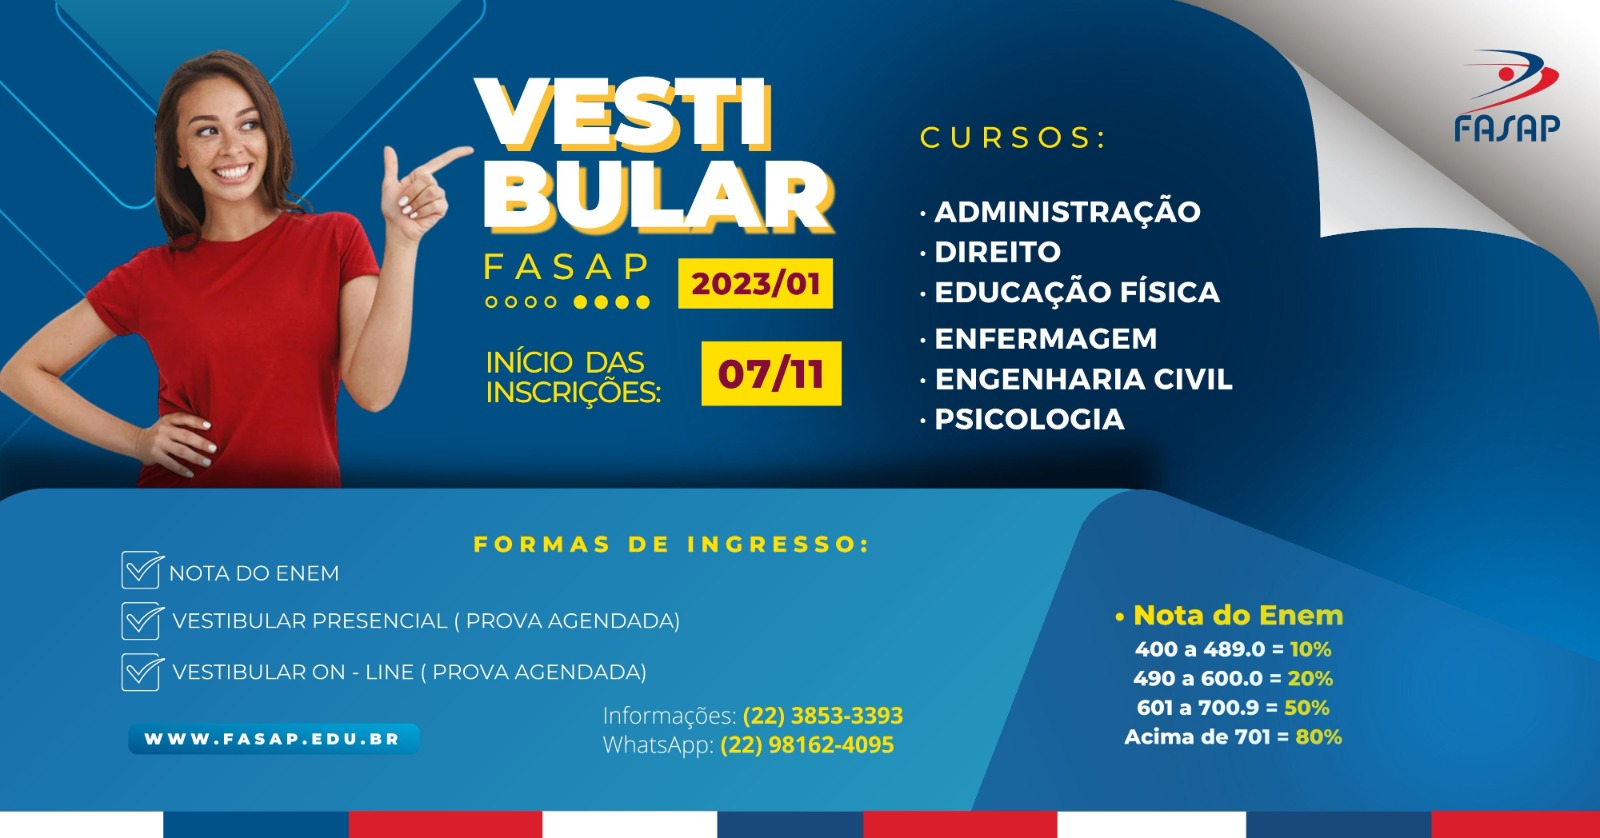 VESTI
BULAR
FASAP
2023/01
INÍCIO DAS
INSCRIÇÕES:
07/11
CURSOS:
· ADMINISTRAÇÃO
· DIREITO
· EDUCAÇÃO FÍSICA
· ENFERMAGEM
· ENGENHARIA CIVIL
· PSICOLOGIA
FASAP
FORMAS DE INGRESSO:
NOTA DO ENEM
VESTIBULAR PRESENCIAL ( PROVA AGENDADA)
VESTIBULAR ON - LINE ( PROVA AGENDADA)
WWW.FASAP.EDU.BR
Informações: (22) 3853-3393
WhatsApp: (22) 98162-4095
• Nota do Enem
400 a 489.0 = 10%
490 a 600.0 = 20%
601 a 700.9 = 50%
Acima de 701 = 80%